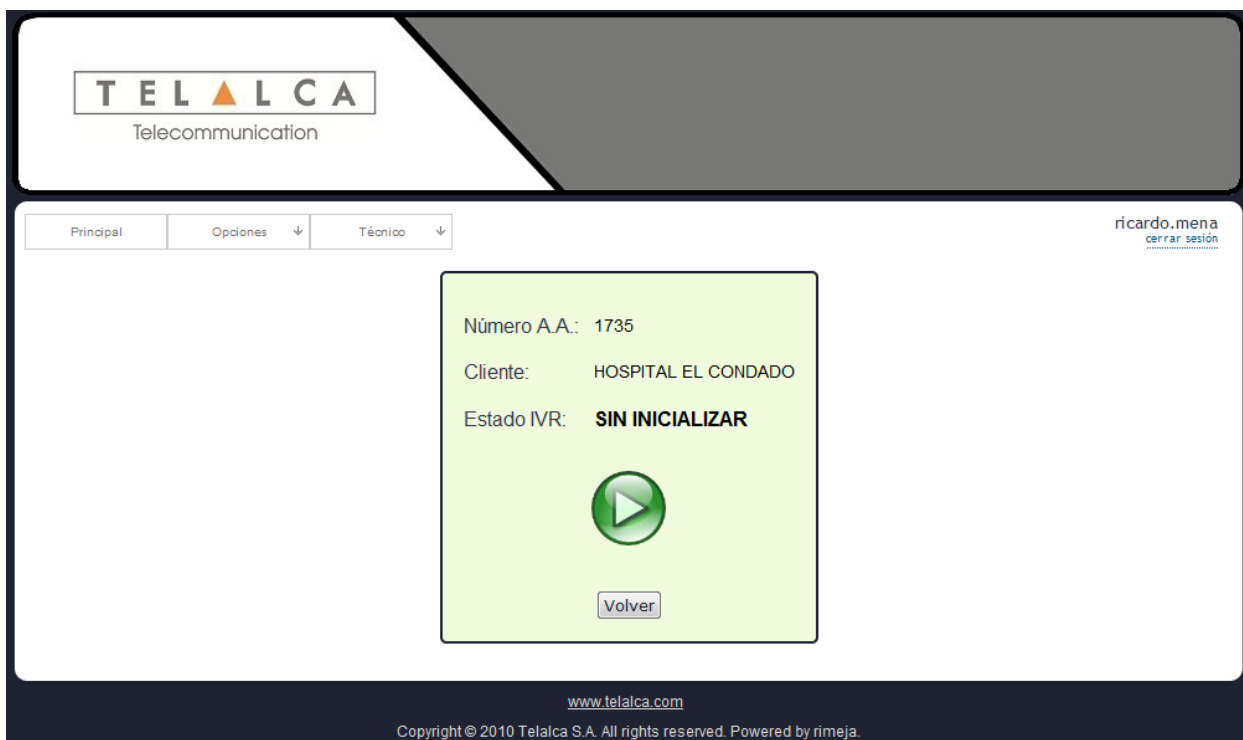 TELALCA
Telecommunication
Principal Opciones Técnico
ricardo.mena
cerrar sesión
Número A.A.: 1735
Cliente: HOSPITAL EL CONDADO
Estado IVR: SIN INICIALIZAR
Volver
www.telalca.com
Copyright © 2010 Telalca S.A. All rights reserved. Powered by rimeja.